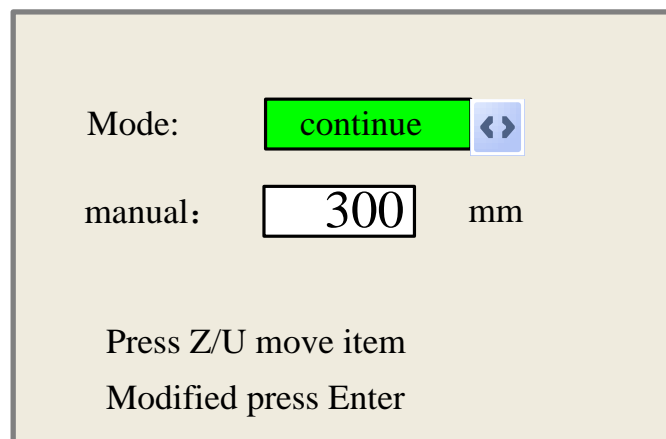 Mode: continue
manual： 300 mm
Press Z/U move item
Modified press Enter